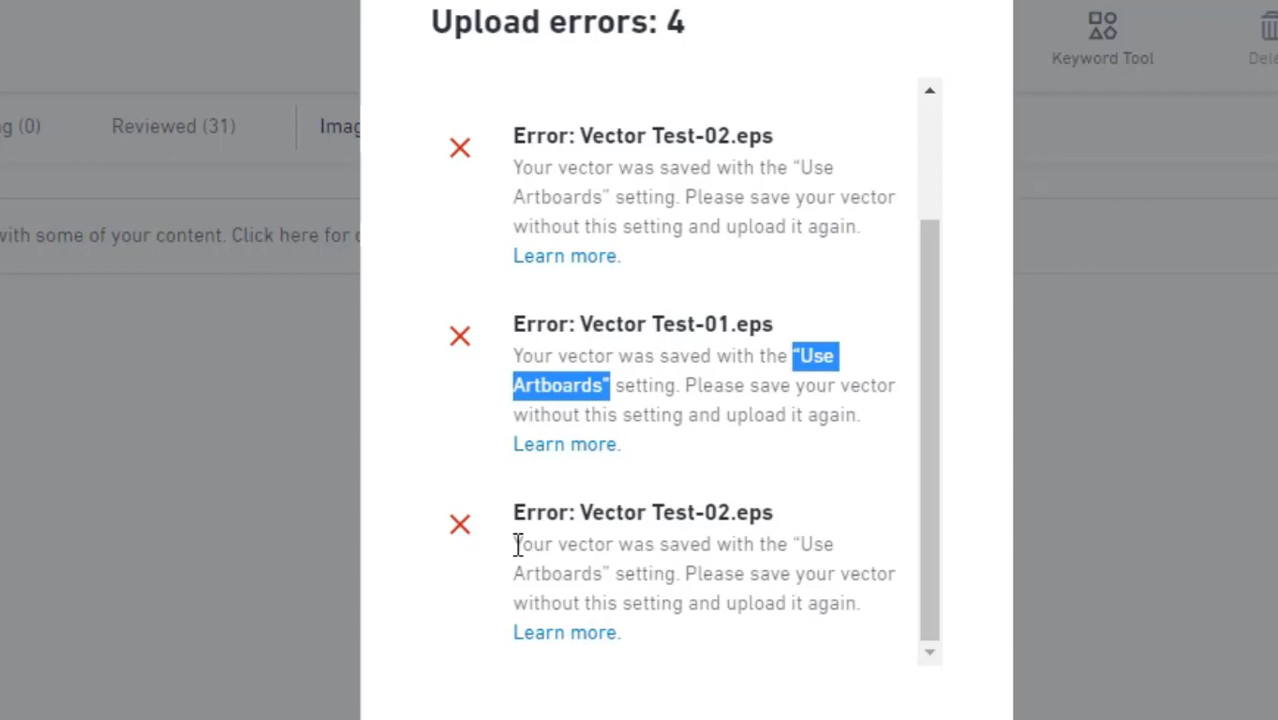 Upload errors: 4
Keyword Tool
Dele
g (0)
Reviewed (31)
Imag
with some of your content. Click here for
Error: Vector Test-02.eps
Your vector was saved with the “Use
Artboards” setting. Please save your vector
without this setting and upload it again.
Learn more.
Error: Vector Test-01.eps
Your vector was saved with the “Use
Artboards” setting. Please save your vector
without this setting and upload it again.
Learn more.
Error: Vector Test-02.eps
Your vector was saved with the “Use
Artboards” setting. Please save your vector
without this setting and upload it again.
Learn more.